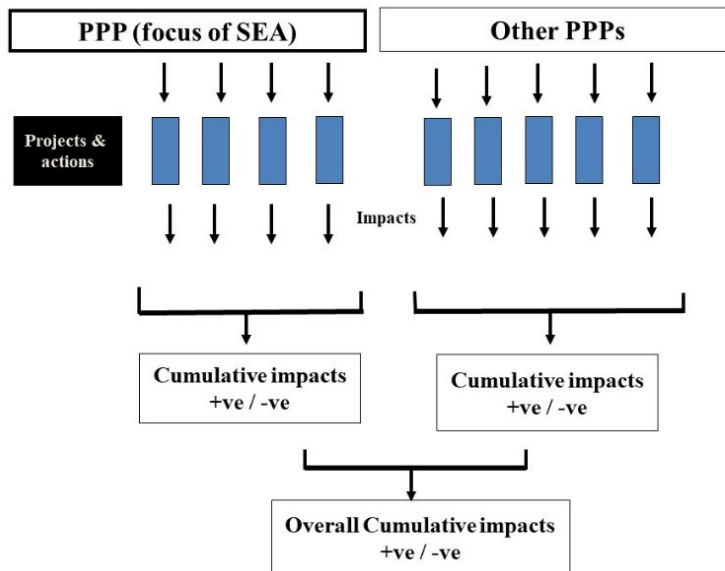 PPP (focus of SEA)
Other PPPs
Projects &
actions
Impacts
Cumulative impacts
+ve / -ve
Cumulative impacts
+ve / -ve
Overall Cumulative impacts
+ve / -ve